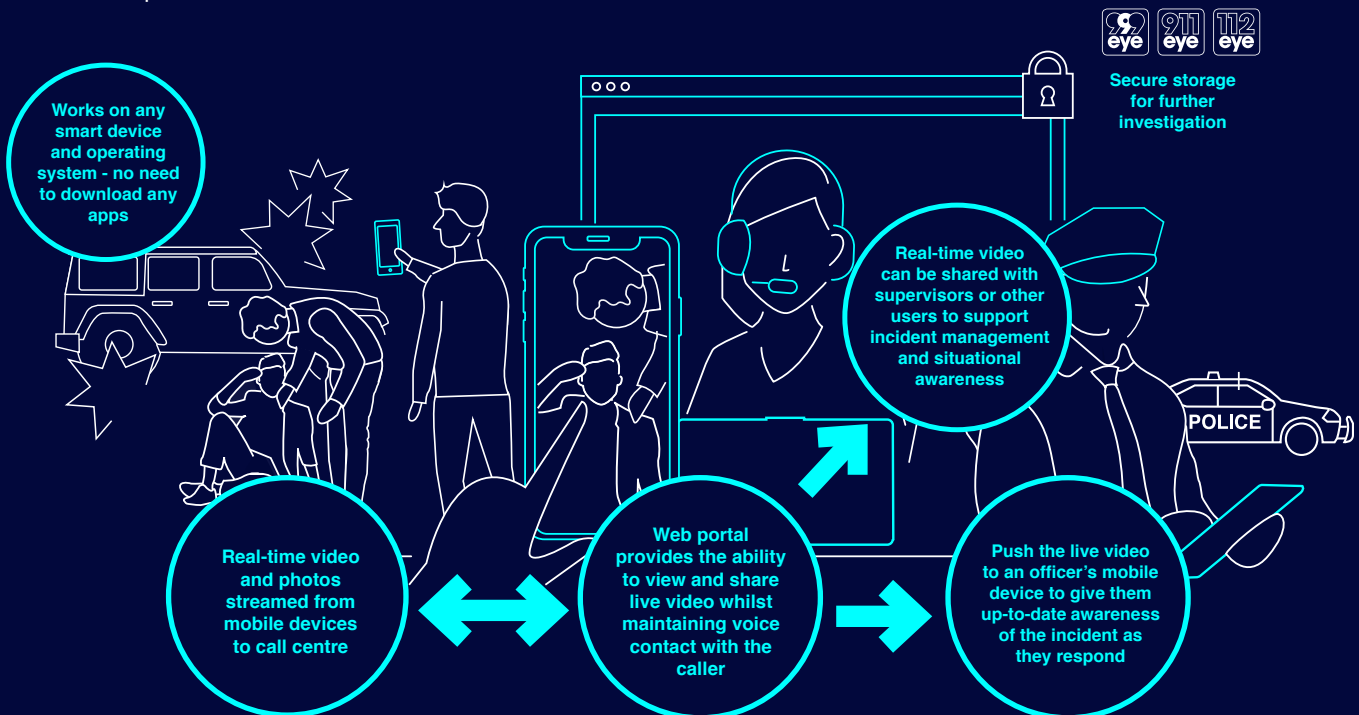 999
eye
911
eye
112
eye
Secure storage
for further
investigation
Works on any
smart device
and operating
system - no need
to download any
apps
Real-time video
can be shared with
supervisors or other
users to support
incident management
and situational
awareness
POLICE
Real-time video
and photos
streamed from
mobile devices
to call centre
Web portal
provides the ability
to view and share
live video whilst
maintaining voice
contact with the
caller
Push the live video
to an officer's mobile
device to give them
up-to-date awareness
of the incident as
they respond